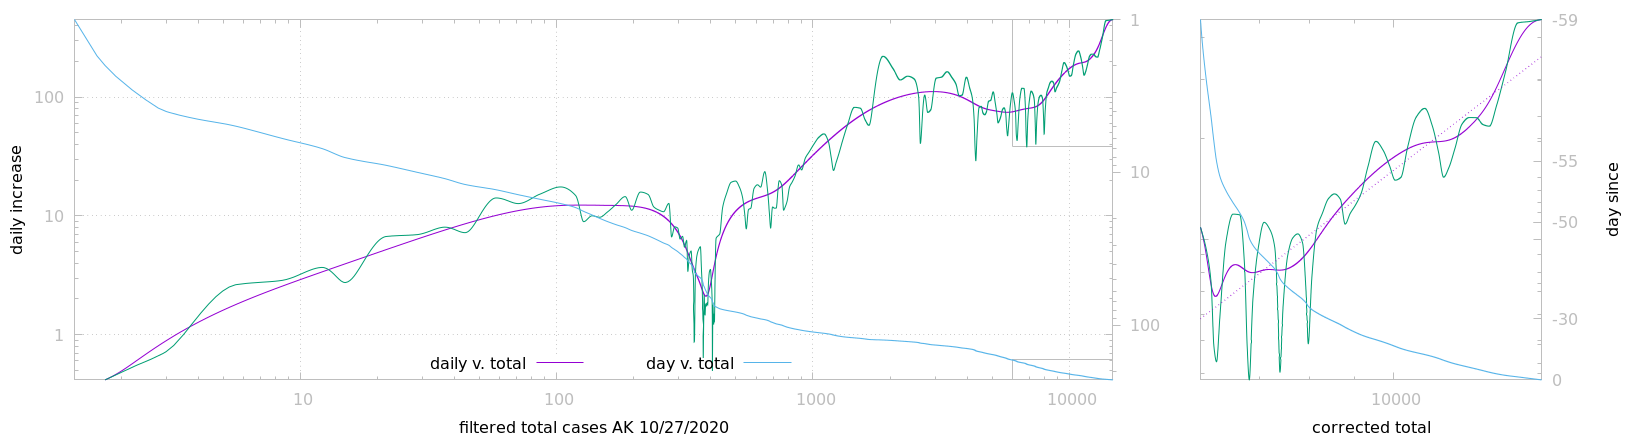 daily increase
100
10
1
daily v. total
day v. total
10
100
1000
10000
filtered total cases AK 10/27/2020
1
10
100
-59
-55
-50
-30
0
day since
10000
corrected total